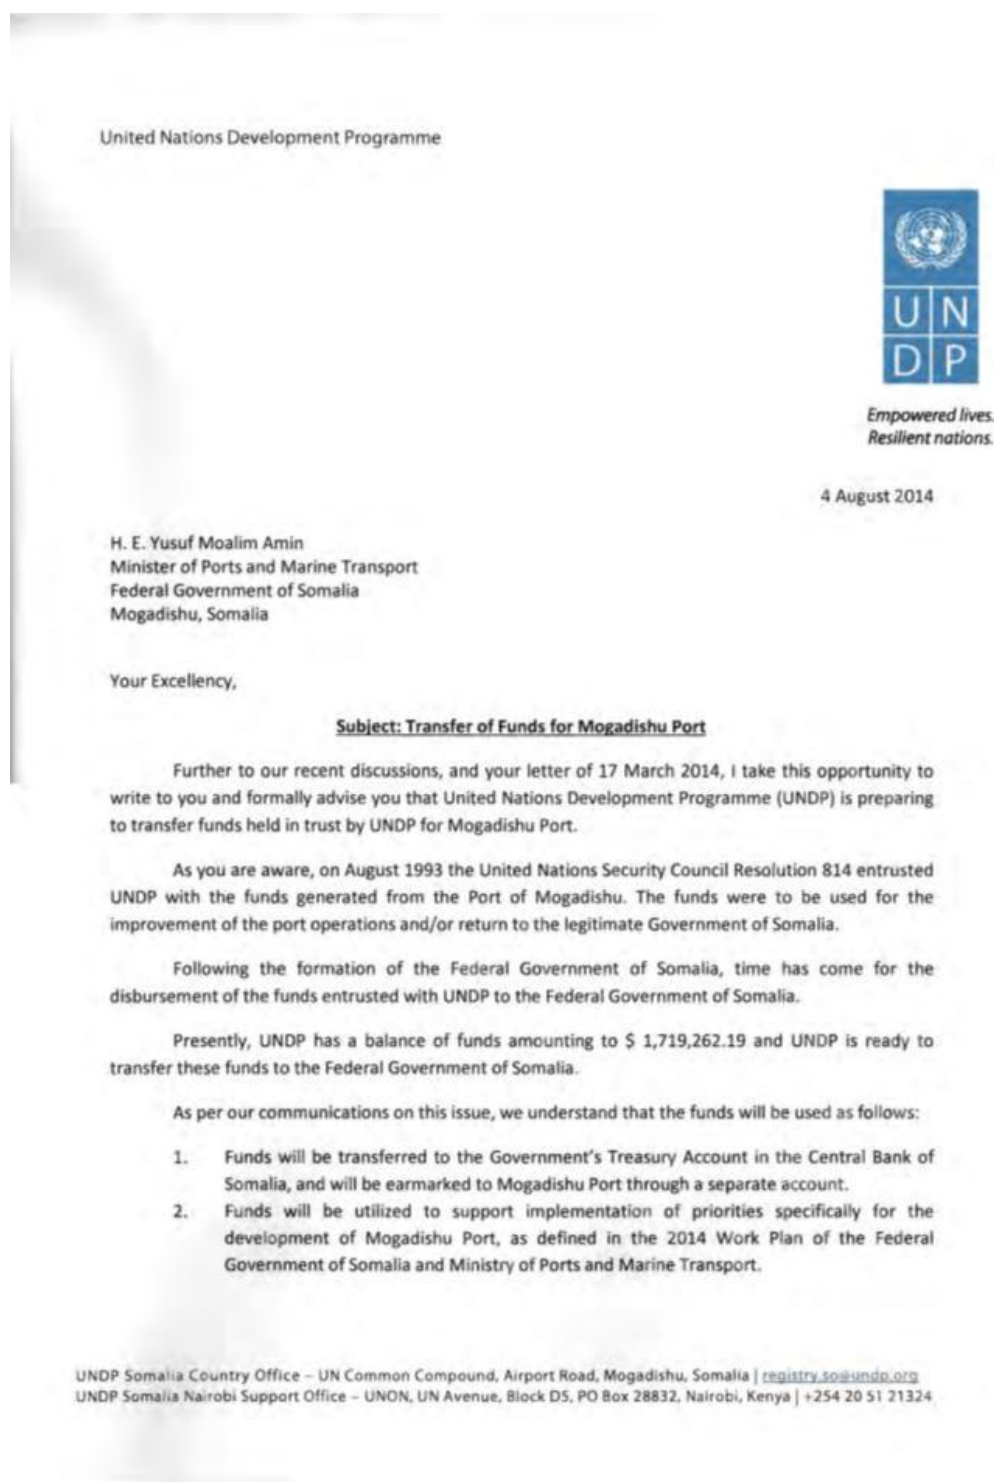 United Nations Development Programme
U N
D P
Empowered lives.
Resilient nations.
4 August 2014
H. E. Yusuf Moalim Amin
Minister of Ports and Marine Transport
Federal Government of Somalia
Mogadishu, Somalia
Your Excellency,
Subject: Transfer of Funds for Mogadishu Port
Further to our recent discussions, and your letter of 17 March 2014, I take this opportunity to
write to you and formally advise you that United Nations Development Programme (UNDP) is preparing
to transfer funds held in trust by UNDP for Mogadishu Port.
As you are aware, on August 1993 the United Nations Security Council Resolution 814 entrusted
UNDP with the funds generated from the Port of Mogadishu. The funds were to be used for the
improvement of the port operations and/or return to the legitimate Government of Somalia.
Following the formation of the Federal Government of Somalia, time has come for the
disbursement of the funds entrusted with UNDP to the Federal Government of Somalia.
Presently, UNDP has a balance of funds amounting to $ 1,719,262.19 and UNDP is ready to
transfer these funds to the Federal Government of Somalia.
As per our communications on this issue, we understand that the funds will be used as follows:
1. Funds will be transferred to the Government's Treasury Account in the Central Bank of
Somalia, and will be earmarked to Mogadishu Port through a separate account.
2. Funds will be utilized to support implementation of priorities specifically for the
development of Mogadishu Port, as defined in the 2014 Work Plan of the Federal
Government of Somalia and Ministry of Ports and Marine Transport.
UNDP Somalia Country Office – UN Common Compound, Airport Road, Mogadishu, Somalia | registry.so@undp.org
UNDP Somalia Nairobi Support Office – UNON, UN Avenue, Block D5, PO Box 28832, Nairobi, Kenya | +254 20 51 21324